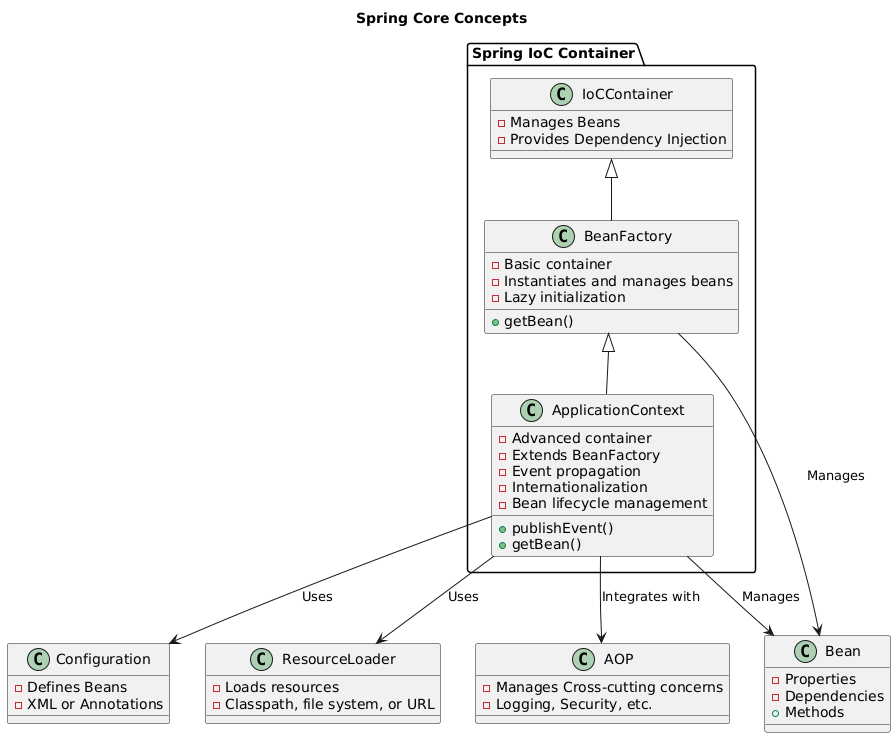 Spring Core Concepts
Spring IoC Container
C IoCContainer
Manages Beans
Provides Dependency Injection
C BeanFactory
Basic container
Instantiates and manages beans
Lazy initialization
getBean()
C ApplicationContext
Advanced container
Extends BeanFactory
Event propagation
Internationalization
Bean lifecycle management
publishEvent()
getBean()
Manages
Uses
Uses
Integrates with
Manages
C Configuration
Defines Beans
XML or Annotations
C ResourceLoader
Loads resources
Classpath, file system, or URL
C AOP
Manages Cross-cutting concerns
Logging, Security, etc.
C Bean
Properties
Dependencies
Methods